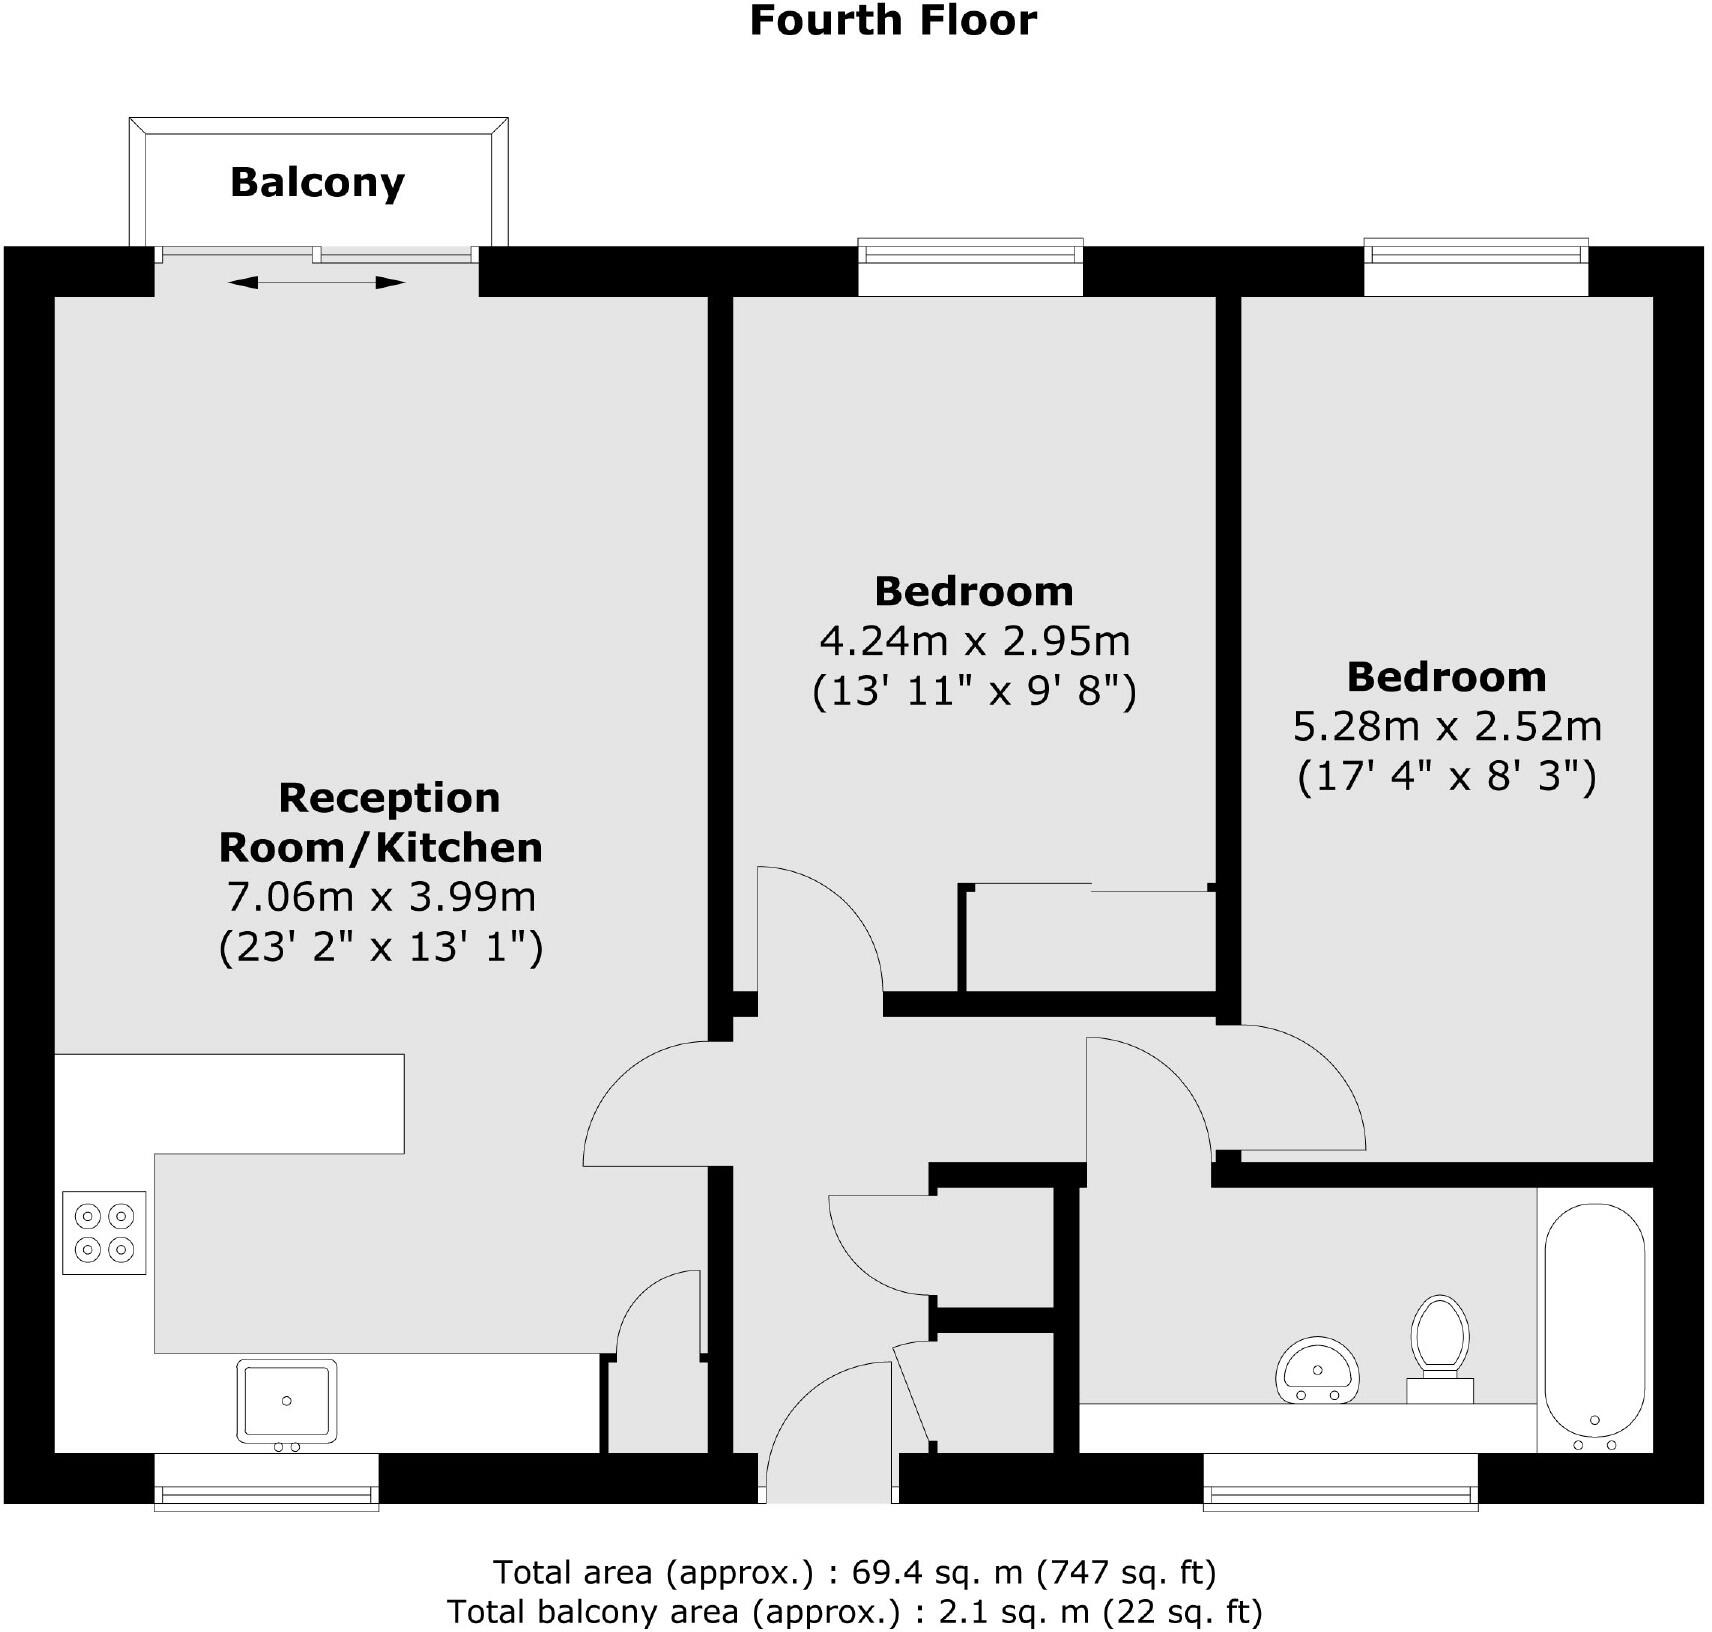 Fourth Floor
Balcony
Bedroom
4.24m x 2.95m
(13' 11" x 9' 8")
Bedroom
5.28m x 2.52m
(17' 4" x 8' 3")
Reception
Room/Kitchen
7.06m x 3.99m
(23' 2" x 13' 1")
Total area (approx.) : 69.4 sq. m (747 sq. ft)
Total balcony area (approx.) : 2.1 sq. m (22 sq. ft)